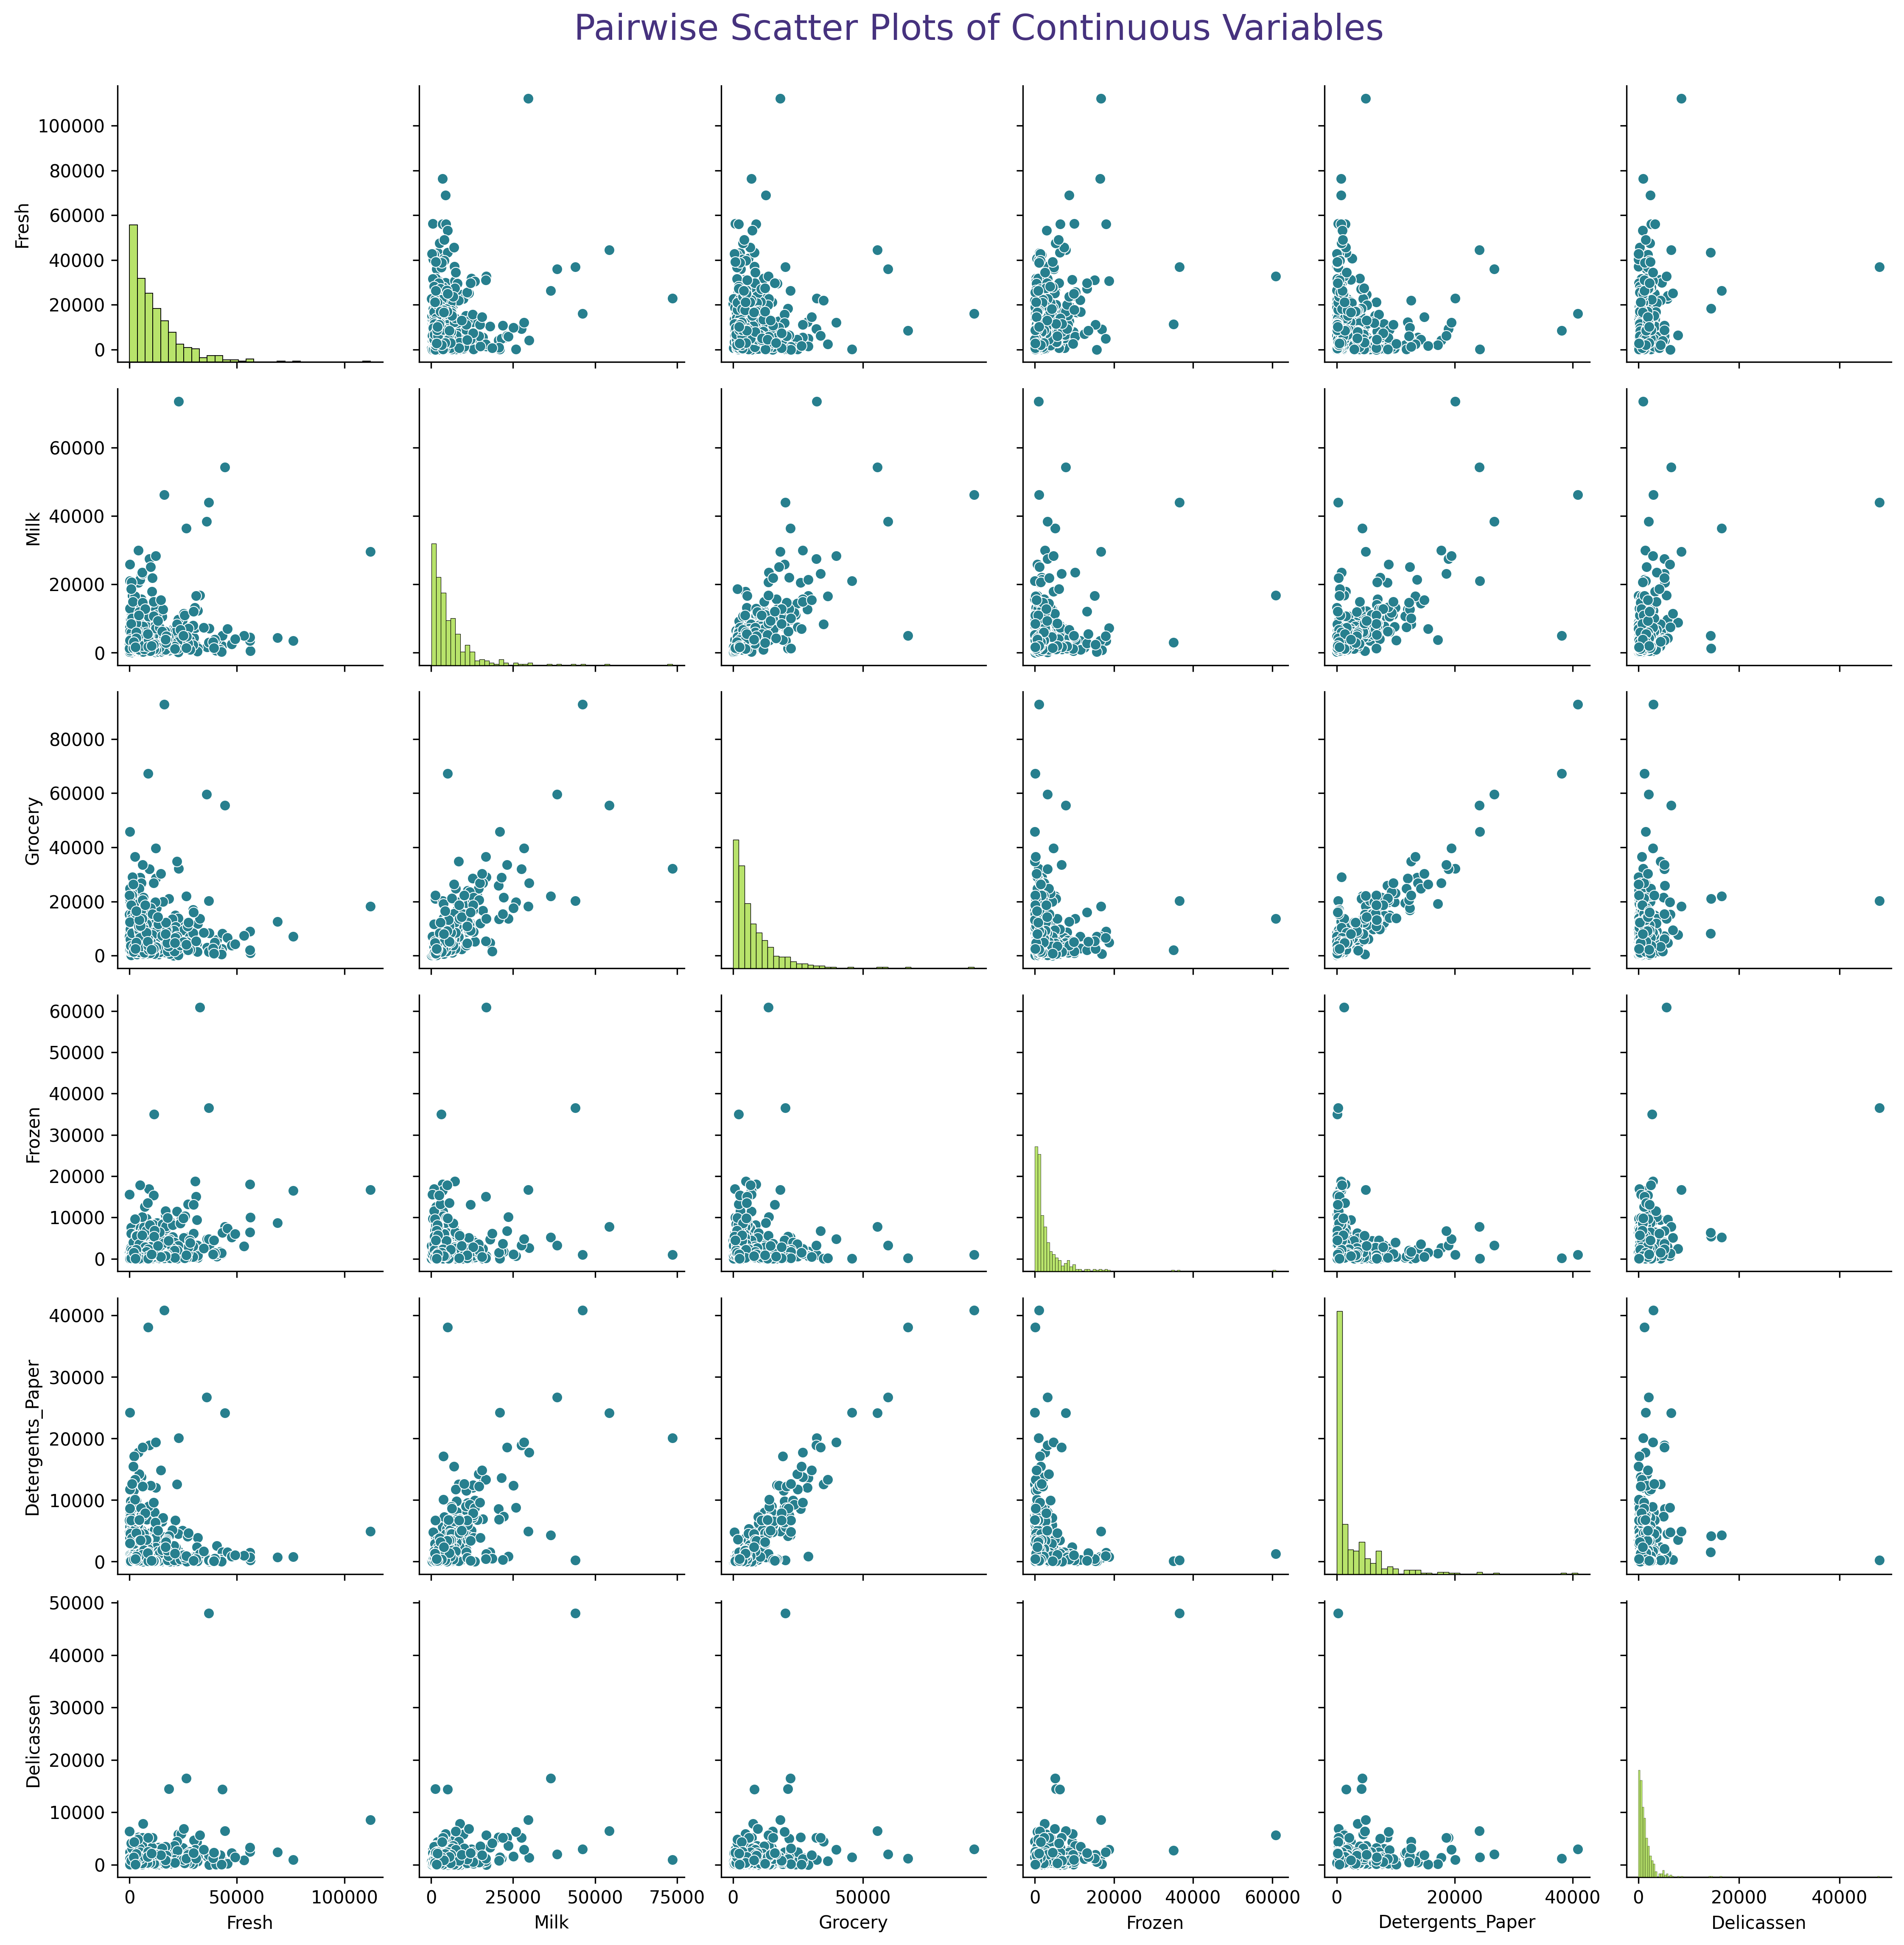 Pairwise Scatter Plots of Continuous Variables
100000
80000
60000
40000
20000
0
Fresh
60000
40000
20000
0
Milk
80000
60000
40000
20000
0
Grocery
60000
50000
40000
30000
20000
10000
0
Frozen
40000
30000
20000
10000
0
Detergents_Paper
50000
40000
30000
20000
10000
0
Delicassen
0 50000 100000
0 25000 50000 75000
0 50000
0 20000 40000 60000
0 20000 40000
0 20000 40000
Fresh Milk Grocery Frozen Detergents_Paper Delicassen